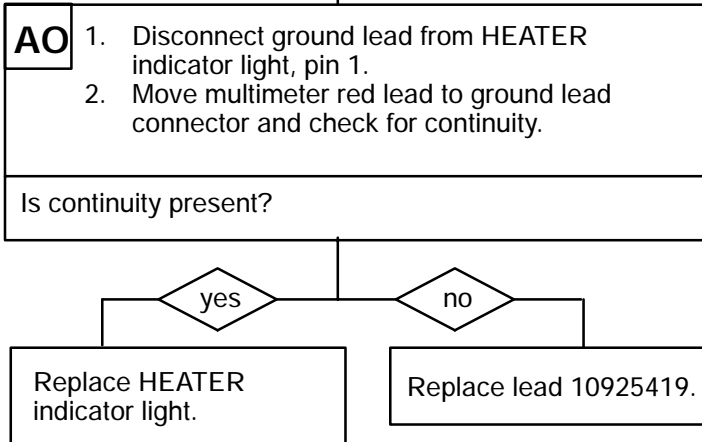 AO
1. Disconnect ground lead from HEATER
indicator light, pin 1.
2. Move multimeter red lead to ground lead
connector and check for continuity.
Is continuity present?
yes
no
Replace HEATER
indicator light.
Replace lead 10925419.